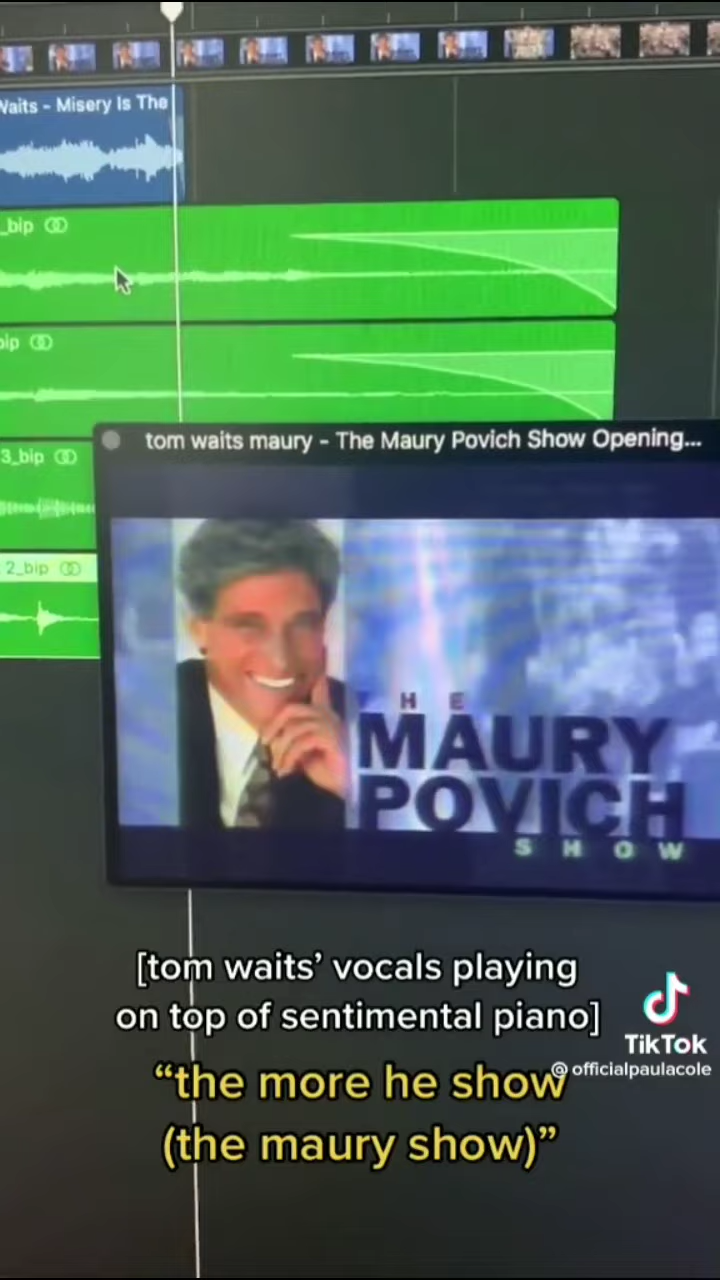 Waits - Misery Is The
_bip
bip
3_bip
2_bip
tom waits maury - The Maury Povich Show Opening...
THE
MAURY
POVICH
SHOW
[tom waits’ vocals playing
on top of sentimental piano]
TikTok
@officialpaulacole
“the more he show
(the maury show)”